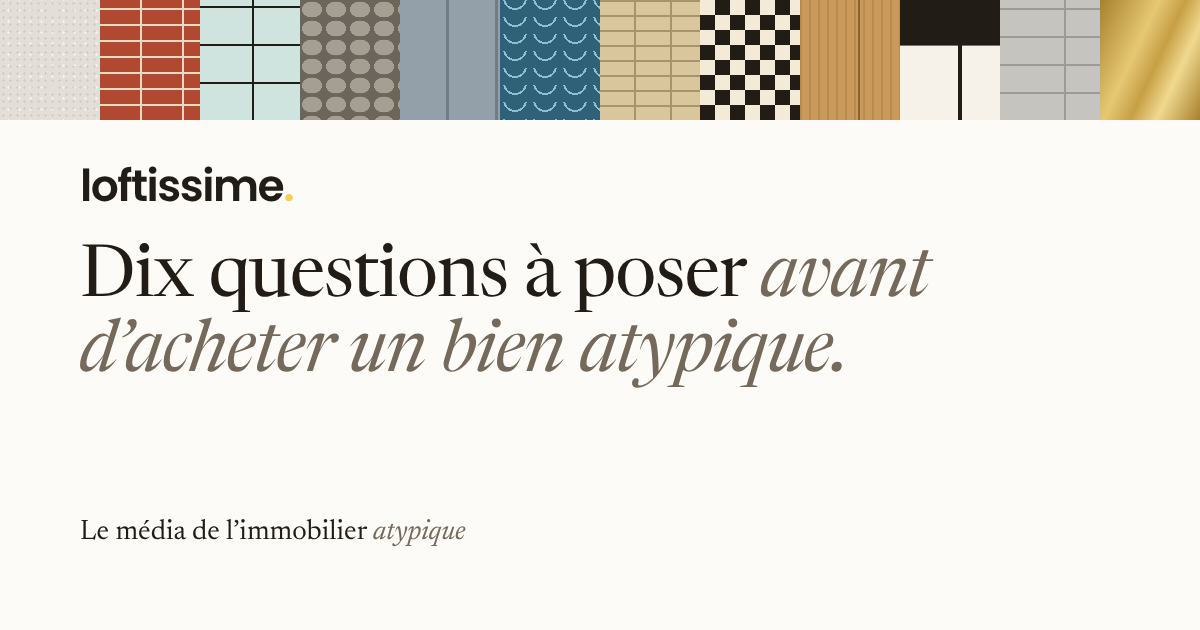 loftissime.
Dix questions à poser avant
d’acheter un bien atypique.
Le média de l’immobilier atypique